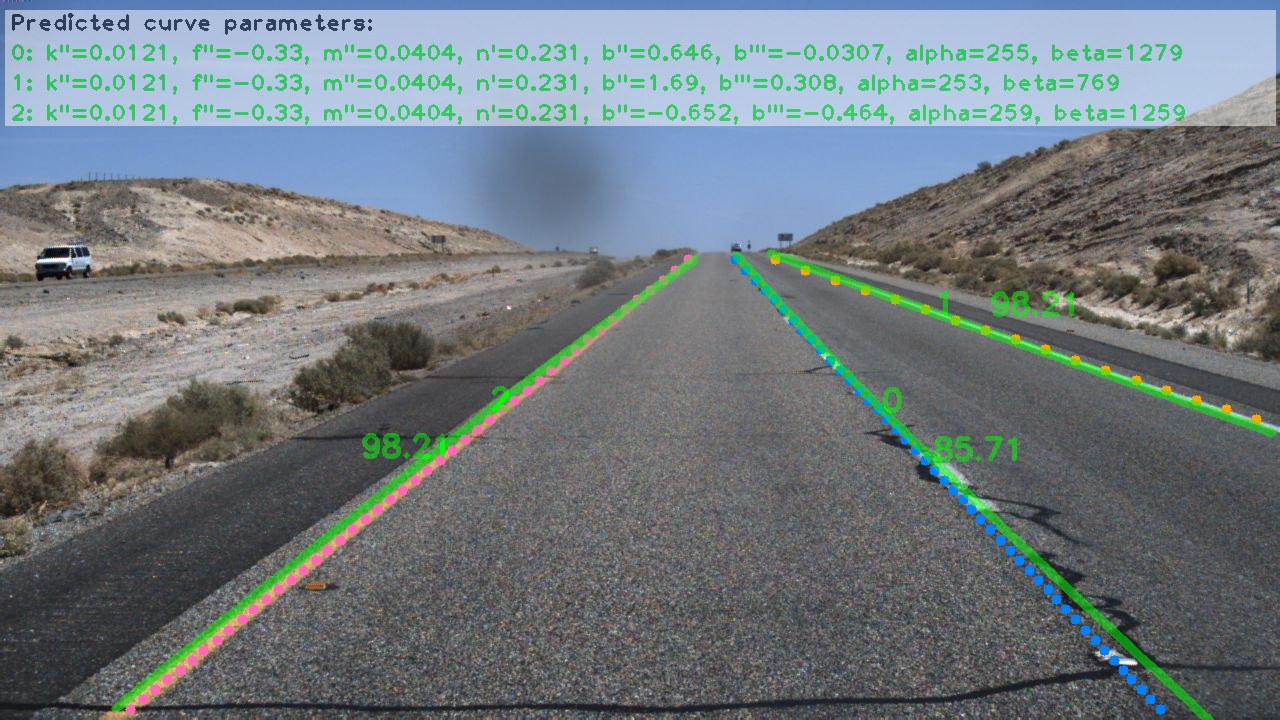 Predicted curve parameters:
0: k''=0.0121, f''=-0.33, m''=0.0404, n'=0.231, b''=0.646, b'''=-0.0307, alpha=255, beta=1279
1: k''=0.0121, f''=-0.33, m''=0.0404, n'=0.231, b''=1.69, b'''=0.308, alpha=253, beta=769
2: k''=0.0121, f''=-0.33, m''=0.0404, n'=0.231, b''=-0.652, b'''=-0.464, alpha=259, beta=1259
1 98.21
2
0
98.21
85.71